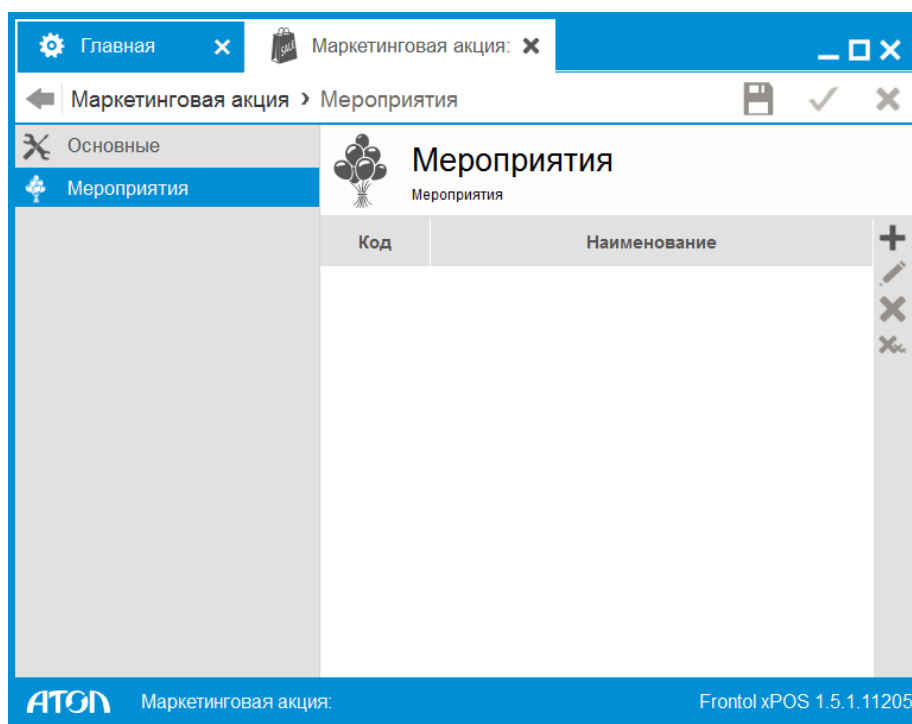 Главная
Маркетинговая акция:
Маркетинговая акция › Мероприятия
Основные
Мероприятия
Мероприятия
Мероприятия
Код Наименование
АТОЛ Маркетинговая акция: Frontol xPOS 1.5.1.11205